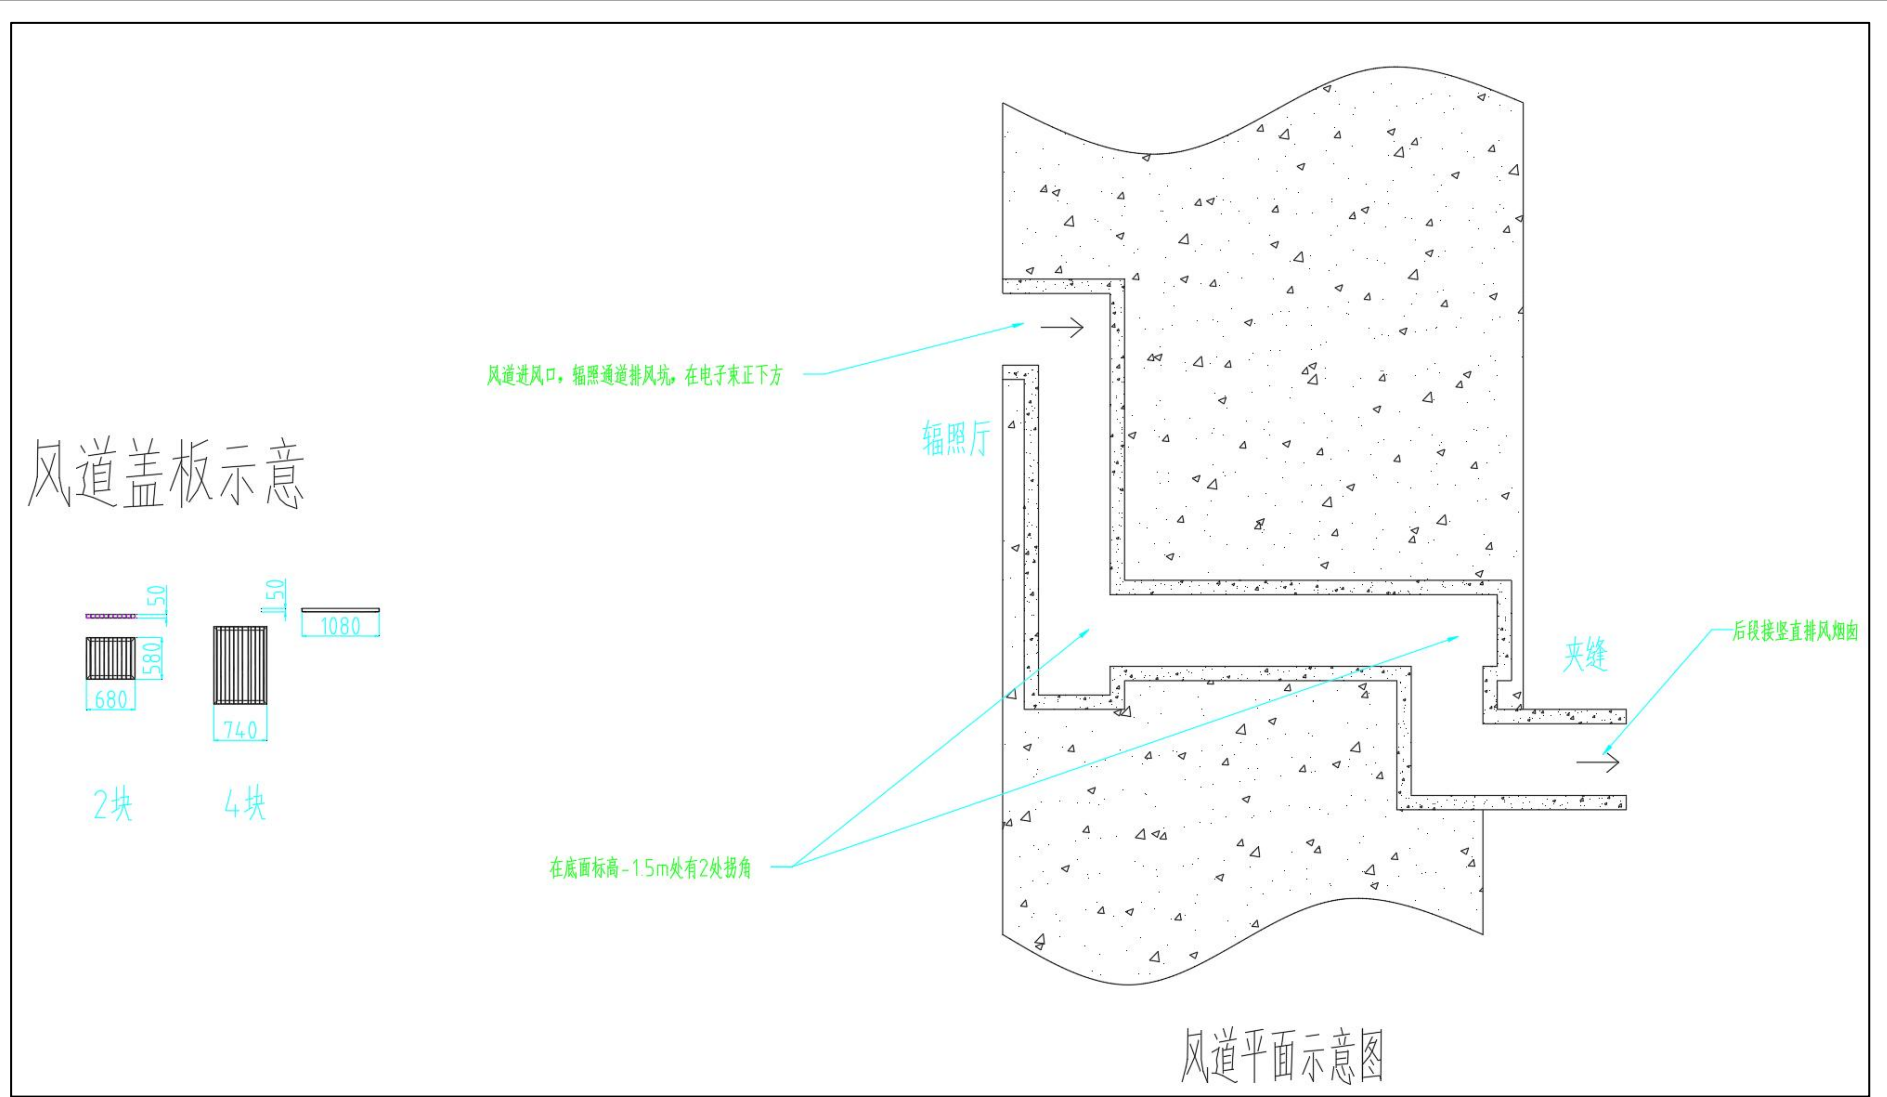 风道进风口，辐照通道排风坑，在电子束正下方
辐照厅
风道盖板示意
50
580
680
2块
50
1080
740
4块
后段接竖直排风烟囱
夹缝
在底面标高-1.5m处有2处拐角
风道平面示意图